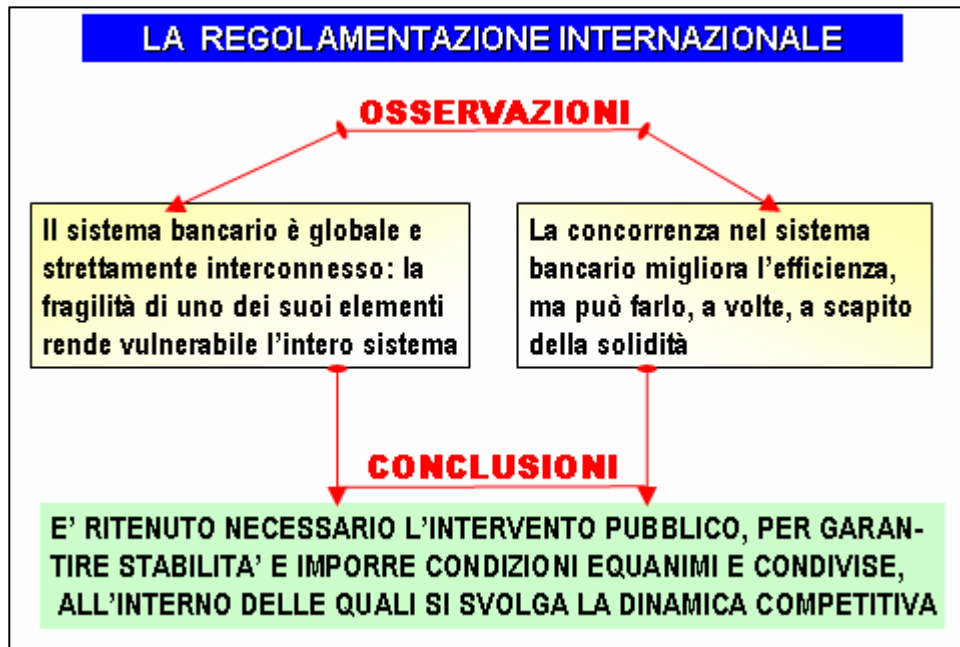 LA REGOLAMENTAZIONE INTERNAZIONALE
OSSERVAZIONI
Il sistema bancario è globale e
strettamente interconnesso: la
fragilità di uno dei suoi elementi
rende vulnerabile l'intero sistema
La concorrenza nel sistema
bancario migliora l'efficienza,
ma può farlo, a volte, a scapito
della solidità
CONCLUSIONI
E' RITENUTO NECESSARIO L'INTERVENTO PUBBLICO, PER GARAN-
TIRE STABILITA' E IMPORRE CONDIZIONI EQUANIMI E CONDIVISE,
ALL'INTERNO DELLE QUALI SI SVOLGA LA DINAMICA COMPETITIVA